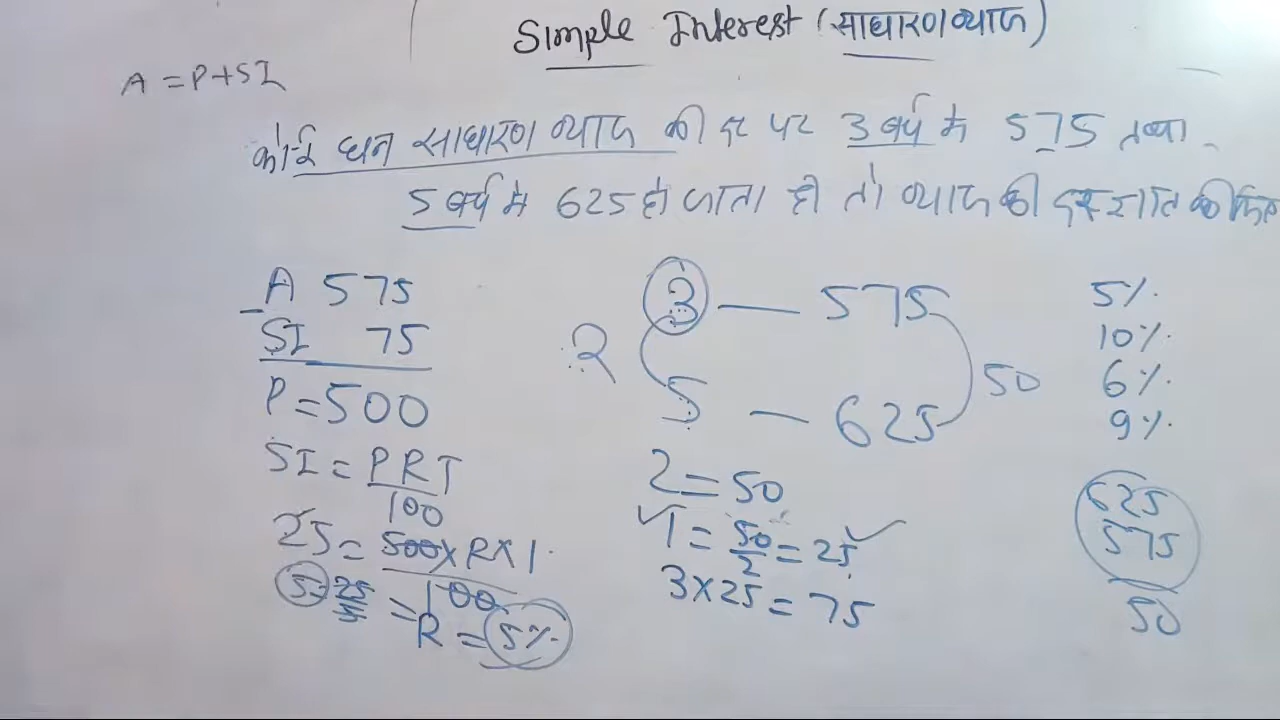 Simple Interest (साधारण ब्याज)
A = P+SI
कोई धन साधारण ब्याज की दर पर 3 वर्ष में 575 तथा
5 वर्ष में 625 हो जाता हो तो ब्याज की दर ज्ञात
A 575
- SI 75
P = 500
SI = PRT
100
25 = 500 x R x 1
100
5 = 25
5
= R = 5%
3 — 575
2
50
5 — 625
2 = 50
✓1 = 50/2 = 25✓
3 x 25 = 75
5%
10%
6%
9%
625
575
50